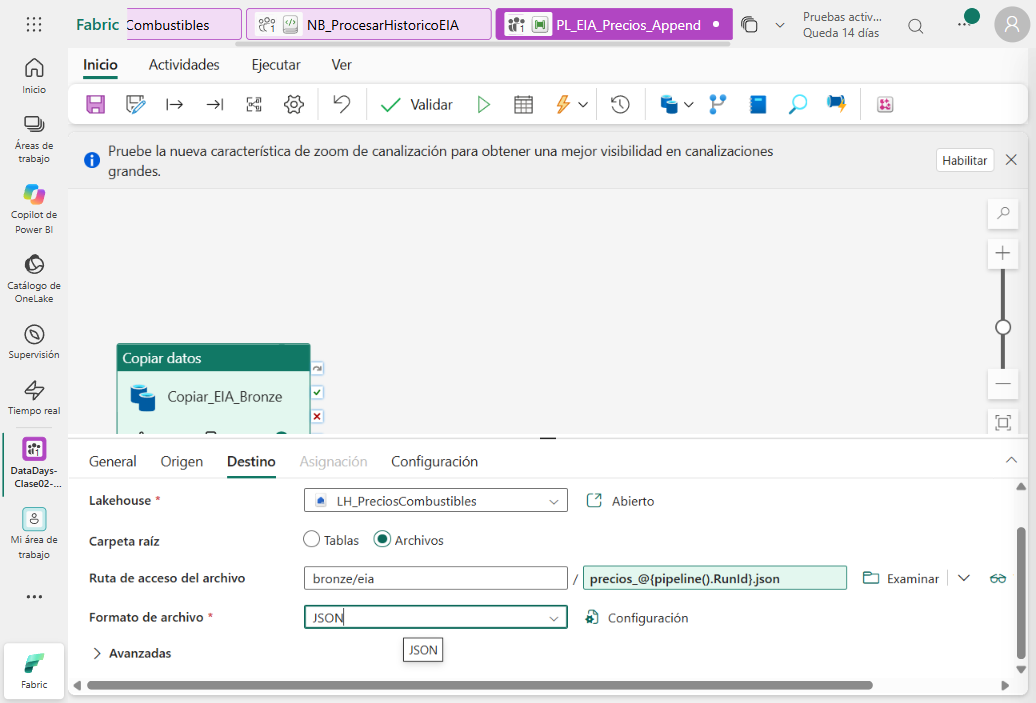 Fabric
Combustibles
NB_ProcesarHistoricoEIA
PL_EIA_Precios_Append
Pruebas activ...
Queda 14 días
Inicio
Actividades
Ejecutar
Ver
Validar
Pruebe la nueva característica de zoom de canalización para obtener una mejor visibilidad en canalizaciones
grandes.
Habilitar
Inicio
Áreas de
trabajo
Copilot de
Power BI
Catálogo de
OneLake
Supervisión
Tiempo real
DataDays-
Clase02-...
Mi área de
trabajo
Fabric
Copiar datos
Copiar_EIA_Bronze
General
Origen
Destino
Asignación
Configuración
Lakehouse *
LH_PreciosCombustibles
Abierto
Carpeta raíz
Tablas
Archivos
Ruta de acceso del archivo
bronze/eia
/
precios_@{pipeline().RunId}.json
Examinar
Formato de archivo *
JSON
Configuración
JSON
Avanzadas